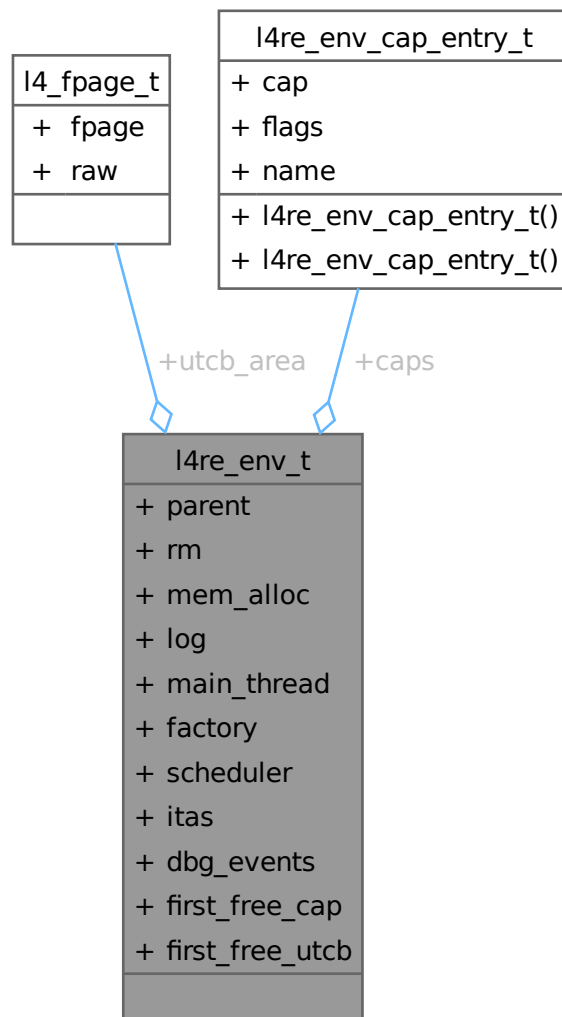 l4_fpage_t
+ fpage
+ raw
l4re_env_cap_entry_t
+ cap
+ flags
+ name
+ l4re_env_cap_entry_t()
+ l4re_env_cap_entry_t()
+utcb_area
+caps
l4re_env_t
+ parent
+ rm
+ mem_alloc
+ log
+ main_thread
+ factory
+ scheduler
+ itas
+ dbg_events
+ first_free_cap
+ first_free_utcb